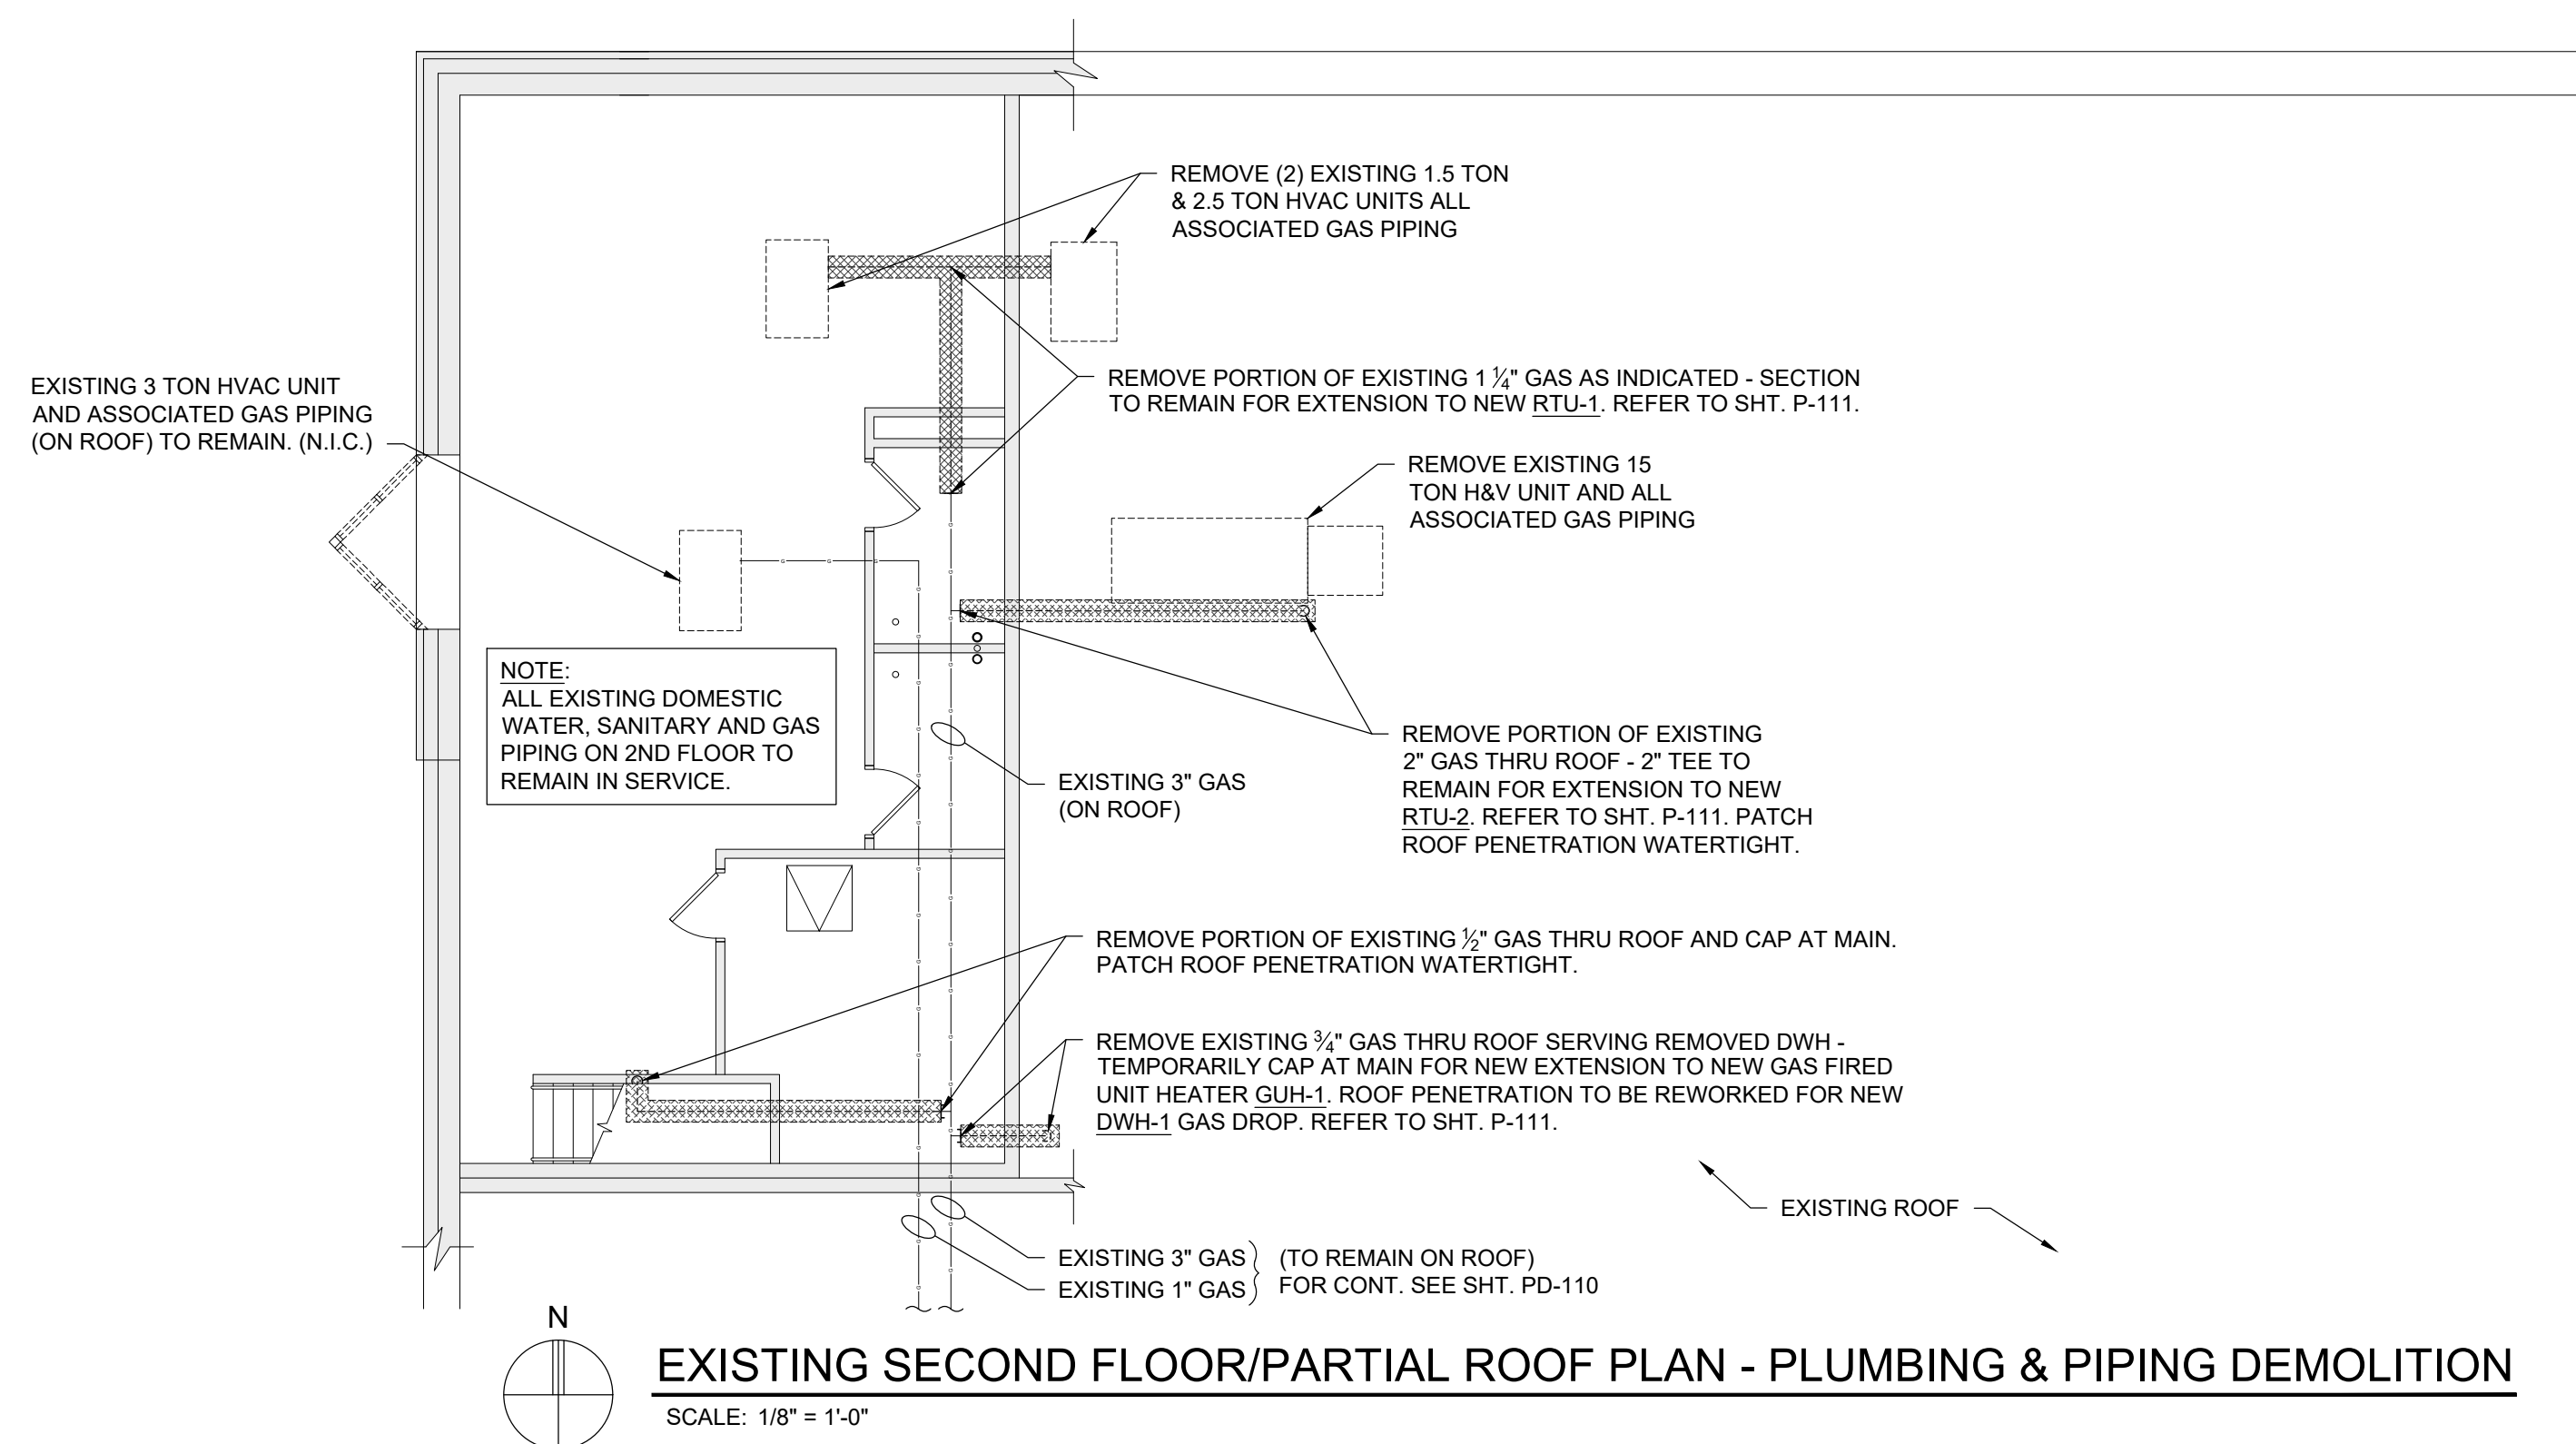 REMOVE (2) EXISTING 1.5 TON
& 2.5 TON HVAC UNITS ALL
ASSOCIATED GAS PIPING
EXISTING 3 TON HVAC UNIT
AND ASSOCIATED GAS PIPING
(ON ROOF) TO REMAIN. (N.I.C.)
REMOVE PORTION OF EXISTING 1 ¼" GAS AS INDICATED - SECTION
TO REMAIN FOR EXTENSION TO NEW RTU-1. REFER TO SHT. P-111.
REMOVE EXISTING 15
TON H&V UNIT AND ALL
ASSOCIATED GAS PIPING
NOTE:
ALL EXISTING DOMESTIC
WATER, SANITARY AND GAS
PIPING ON 2ND FLOOR TO
REMAIN IN SERVICE.
REMOVE PORTION OF EXISTING
2" GAS THRU ROOF - 2" TEE TO
REMAIN FOR EXTENSION TO NEW
RTU-2. REFER TO SHT. P-111. PATCH
ROOF PENETRATION WATERTIGHT.
EXISTING 3" GAS
(ON ROOF)
REMOVE PORTION OF EXISTING ½" GAS THRU ROOF AND CAP AT MAIN.
PATCH ROOF PENETRATION WATERTIGHT.
REMOVE EXISTING ¾" GAS THRU ROOF SERVING REMOVED DWH -
TEMPORARILY CAP AT MAIN FOR NEW EXTENSION TO NEW GAS FIRED
UNIT HEATER GUH-1. ROOF PENETRATION TO BE REWORKED FOR NEW
DWH-1 GAS DROP. REFER TO SHT. P-111.
EXISTING ROOF
EXISTING 3" GAS
EXISTING 1" GAS
(TO REMAIN ON ROOF)
FOR CONT. SEE SHT. PD-110
N
EXISTING SECOND FLOOR/PARTIAL ROOF PLAN - PLUMBING & PIPING DEMOLITION
SCALE: 1/8" = 1'-0"